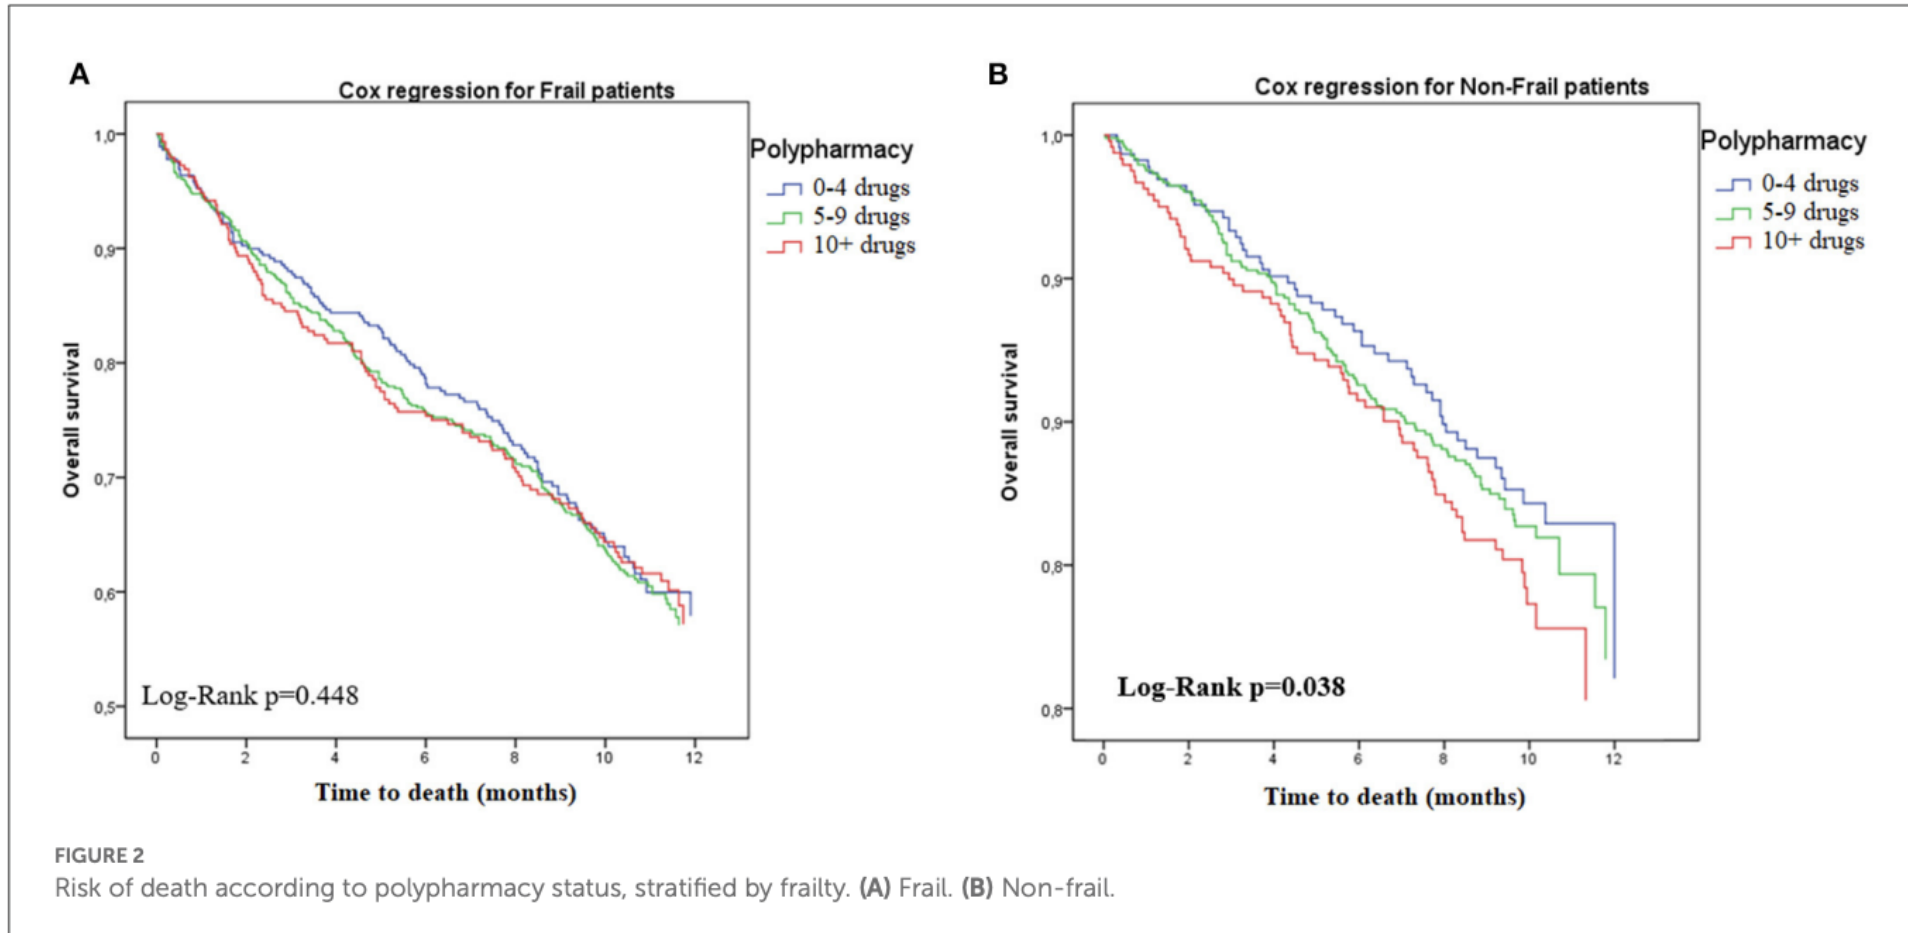 A
Cox regression for Frail patients
Polypharmacy
0-4 drugs
5-9 drugs
10+ drugs
Overall survival
1,0
0,9
0,8
0,7
0,6
0,5
Log-Rank p=0.448
0 2 4 6 8 10 12
Time to death (months)
B
Cox regression for Non-Frail patients
Polypharmacy
0-4 drugs
5-9 drugs
10+ drugs
Overall survival
1,0
0,9
0,9
0,8
0,8
Log-Rank p=0.038
0 2 4 6 8 10 12
Time to death (months)
FIGURE 2
Risk of death according to polypharmacy status, stratified by frailty. (A) Frail. (B) Non-frail.